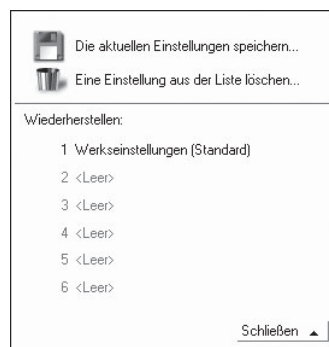 Die aktuellen Einstellungen speichern...
Eine Einstellung aus der Liste löschen...
Wiederherstellen:
1 Werkseinstellungen (Standard)
2 <Leer>
3 <Leer>
4 <Leer>
5 <Leer>
6 <Leer>
Schließen